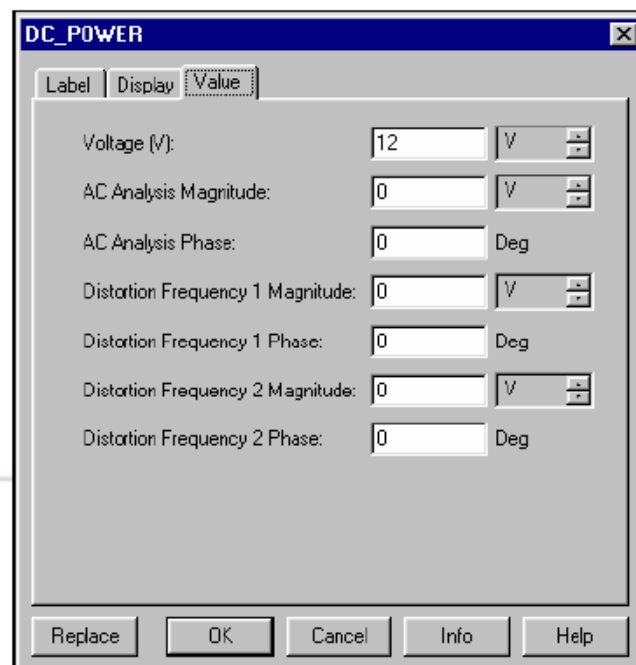 DC_POWER
Label Display Value
Voltage (V): 12 V
AC Analysis Magnitude: 0 V
AC Analysis Phase: 0 Deg
Distortion Frequency 1 Magnitude: 0 V
Distortion Frequency 1 Phase: 0 Deg
Distortion Frequency 2 Magnitude: 0 V
Distortion Frequency 2 Phase: 0 Deg
Replace OK Cancel Info Help